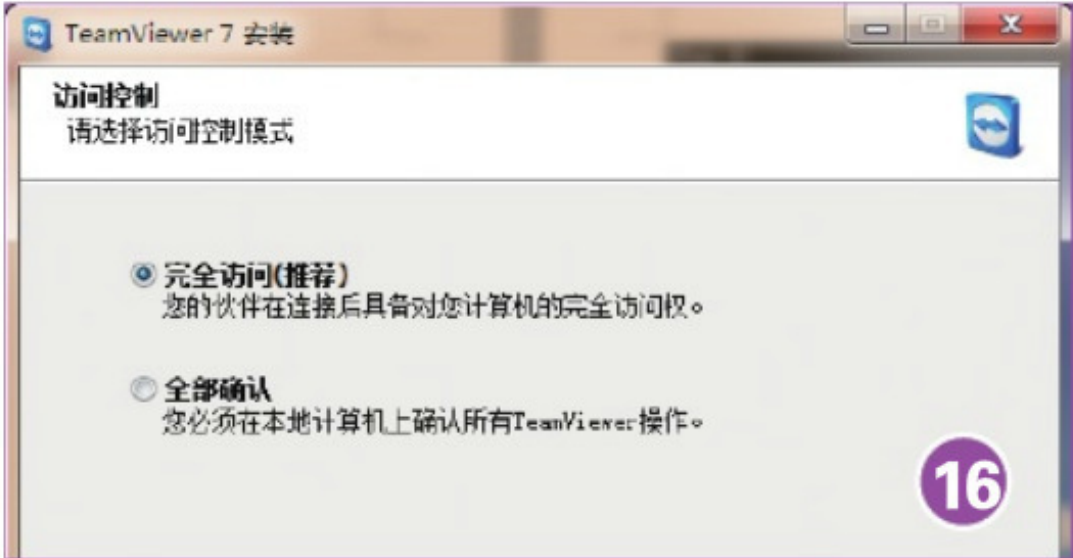 TeamViewer 7 安装
访问控制
请选择访问控制模式
完全访问(推荐)
您的伙伴在连接后具备对您计算机的完全访问权。
全部确认
您必须在本地计算机上确认所有TeamViewer操作。
16